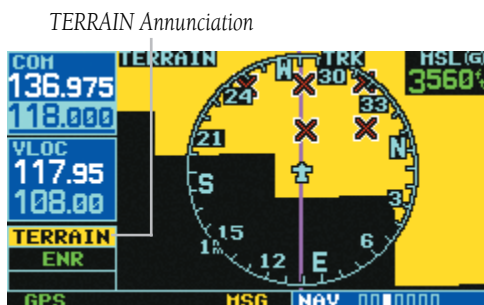 TERRAIN Annunciation
COM
136.975
118.000
VLOC
117.95
108.00
TERRAIN
ENR
GPS
TERRAIN
TRK
MSL(G)
3560
W
30
24
33
21
N
S
3
15
6
12
E
MSG
NAV